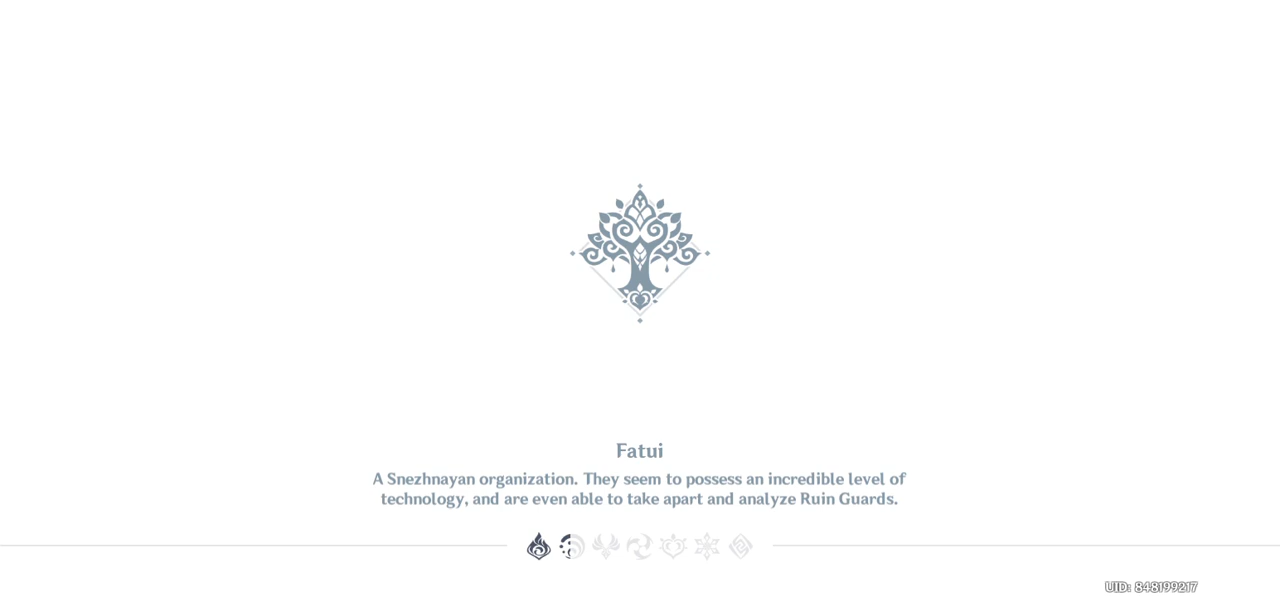 Fatui
A Snezhnayan organization. They seem to possess an incredible level of
technology, and are even able to take apart and analyze Ruin Guards.
UID: 848199217